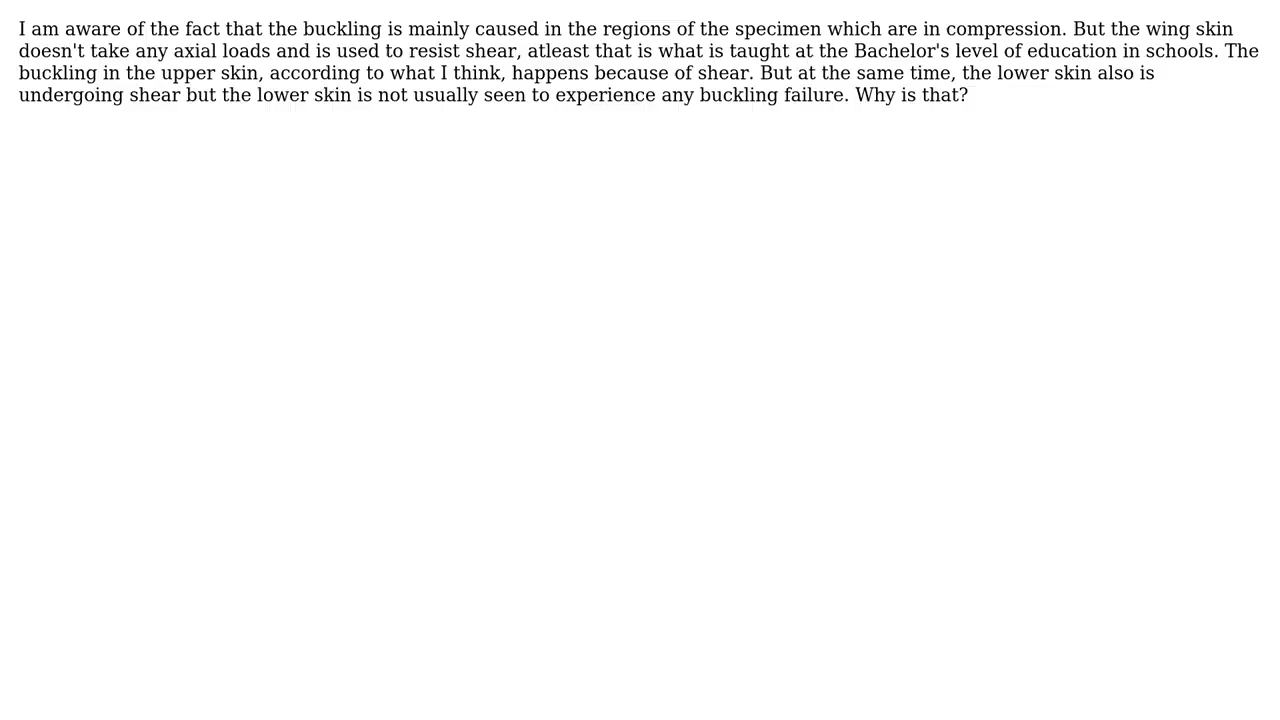 I am aware of the fact that the buckling is mainly caused in the regions of the specimen which are in compression. But the wing skin
doesn't take any axial loads and is used to resist shear, atleast that is what is taught at the Bachelor's level of education in schools. The
buckling in the upper skin, according to what I think, happens because of shear. But at the same time, the lower skin also is
undergoing shear but the lower skin is not usually seen to experience any buckling failure. Why is that?